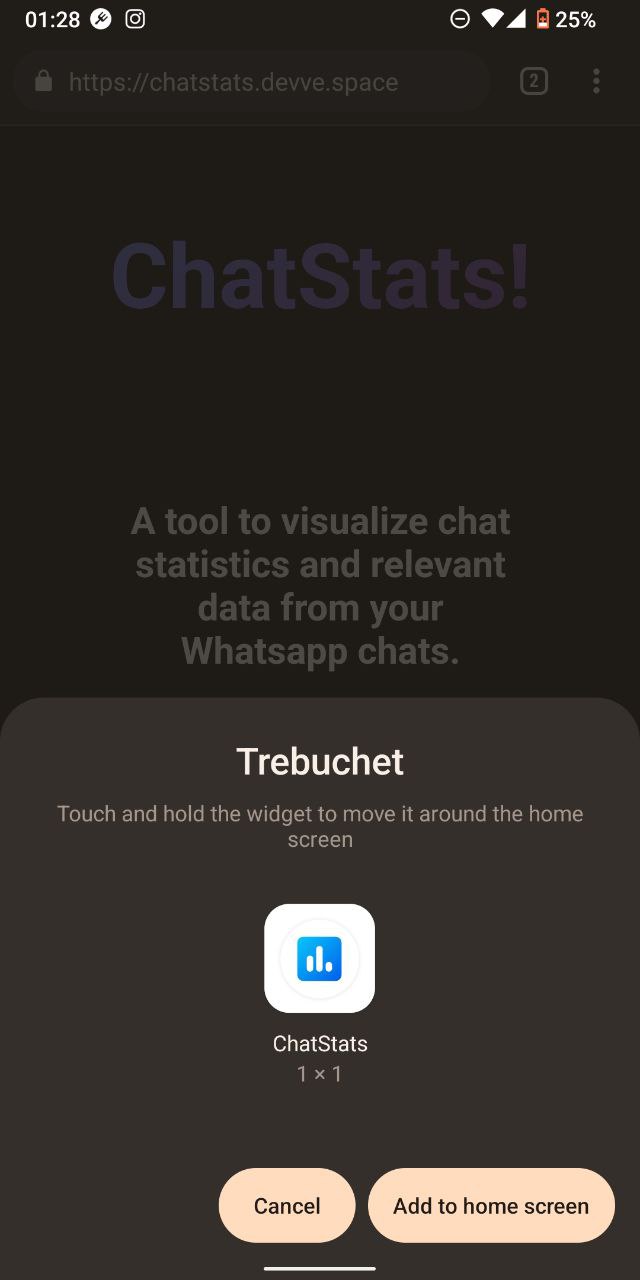 01:28 25%
https://chatstats.devve.space 2
ChatStats!
A tool to visualize chat
statistics and relevant
data from your
Whatsapp chats.
Trebuchet
Touch and hold the widget to move it around the home
screen
ChatStats
1 × 1
Cancel Add to home screen